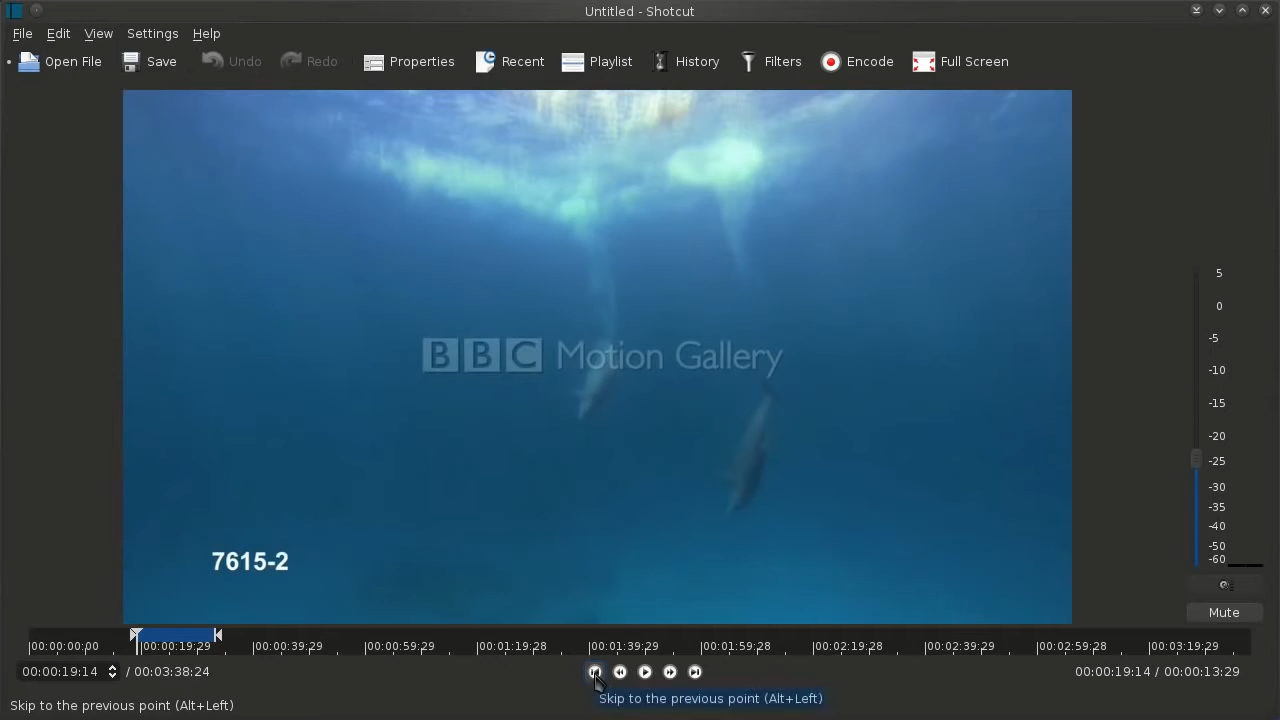 Untitled - Shotcut
File Edit View Settings Help
Open File Save Undo Redo Properties Recent Playlist History Filters Encode Full Screen
BBC Motion Gallery
7615-2
5
0
-5
-10
-15
-20
-25
-30
-35
-40
-50
-60
Mute
00:00:00:00 00:00:19:29 00:00:39:29 00:00:59:29 00:01:19:28 00:01:39:29 00:01:59:28 00:02:19:29 00:02:39:29 00:02:59:28 00:03:19:29
00:00:19:14 / 00:03:38:24 00:00:19:14 / 00:00:13:29
Skip to the previous point (Alt+Left)
Skip to the previous point (Alt+Left)